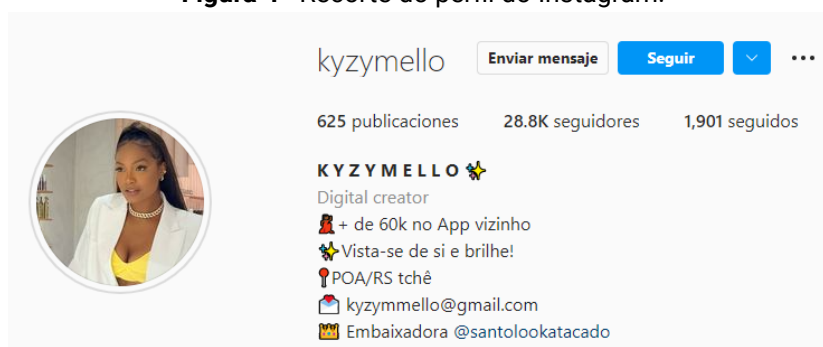 kyzymello Enviar mensaje Seguir
625 publicaciones 28.8K seguidores 1,901 seguidos
K Y Z Y M E L L O✨
Digital creator
💃+ de 60k no App vizinho
✨Vista-se de si e brilhe!
📍POA/RS tchê
💌 kyzymmello@gmail.com
👑 Embaixadora @santolookatacado